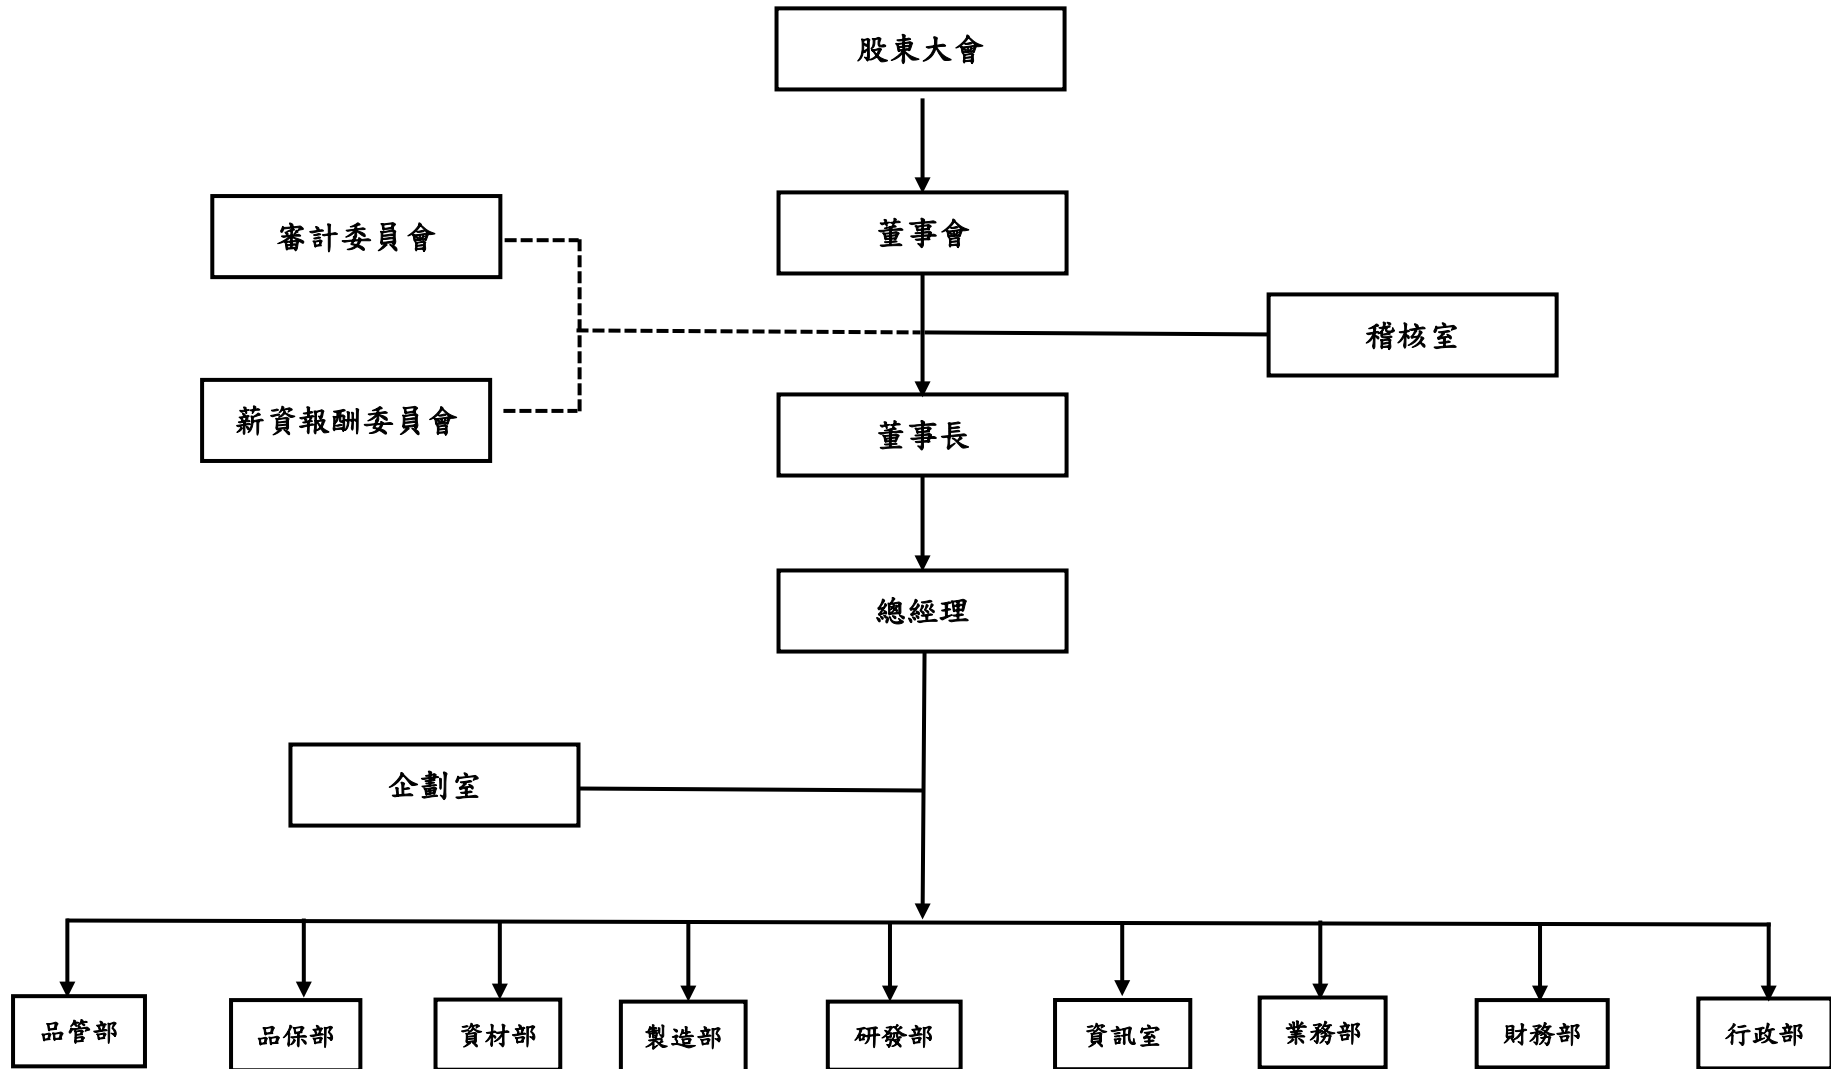 股東大會
審計委員會
董事會
稽核室
薪資報酬委員會
董事長
總經理
企劃室
品管部
品保部
資材部
製造部
研發部
資訊室
業務部
財務部
行政部